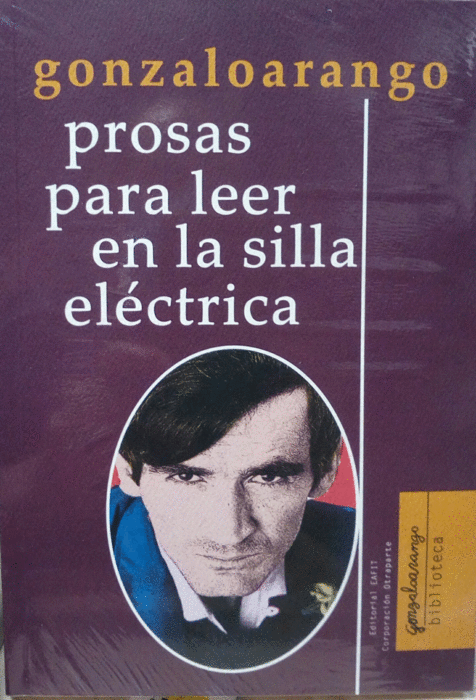 gonzaloarango
prosas
para leer
en la silla
eléctrica
Editorial EAFIT
Corporación Otraparte
gonzaloarango
biblioteca